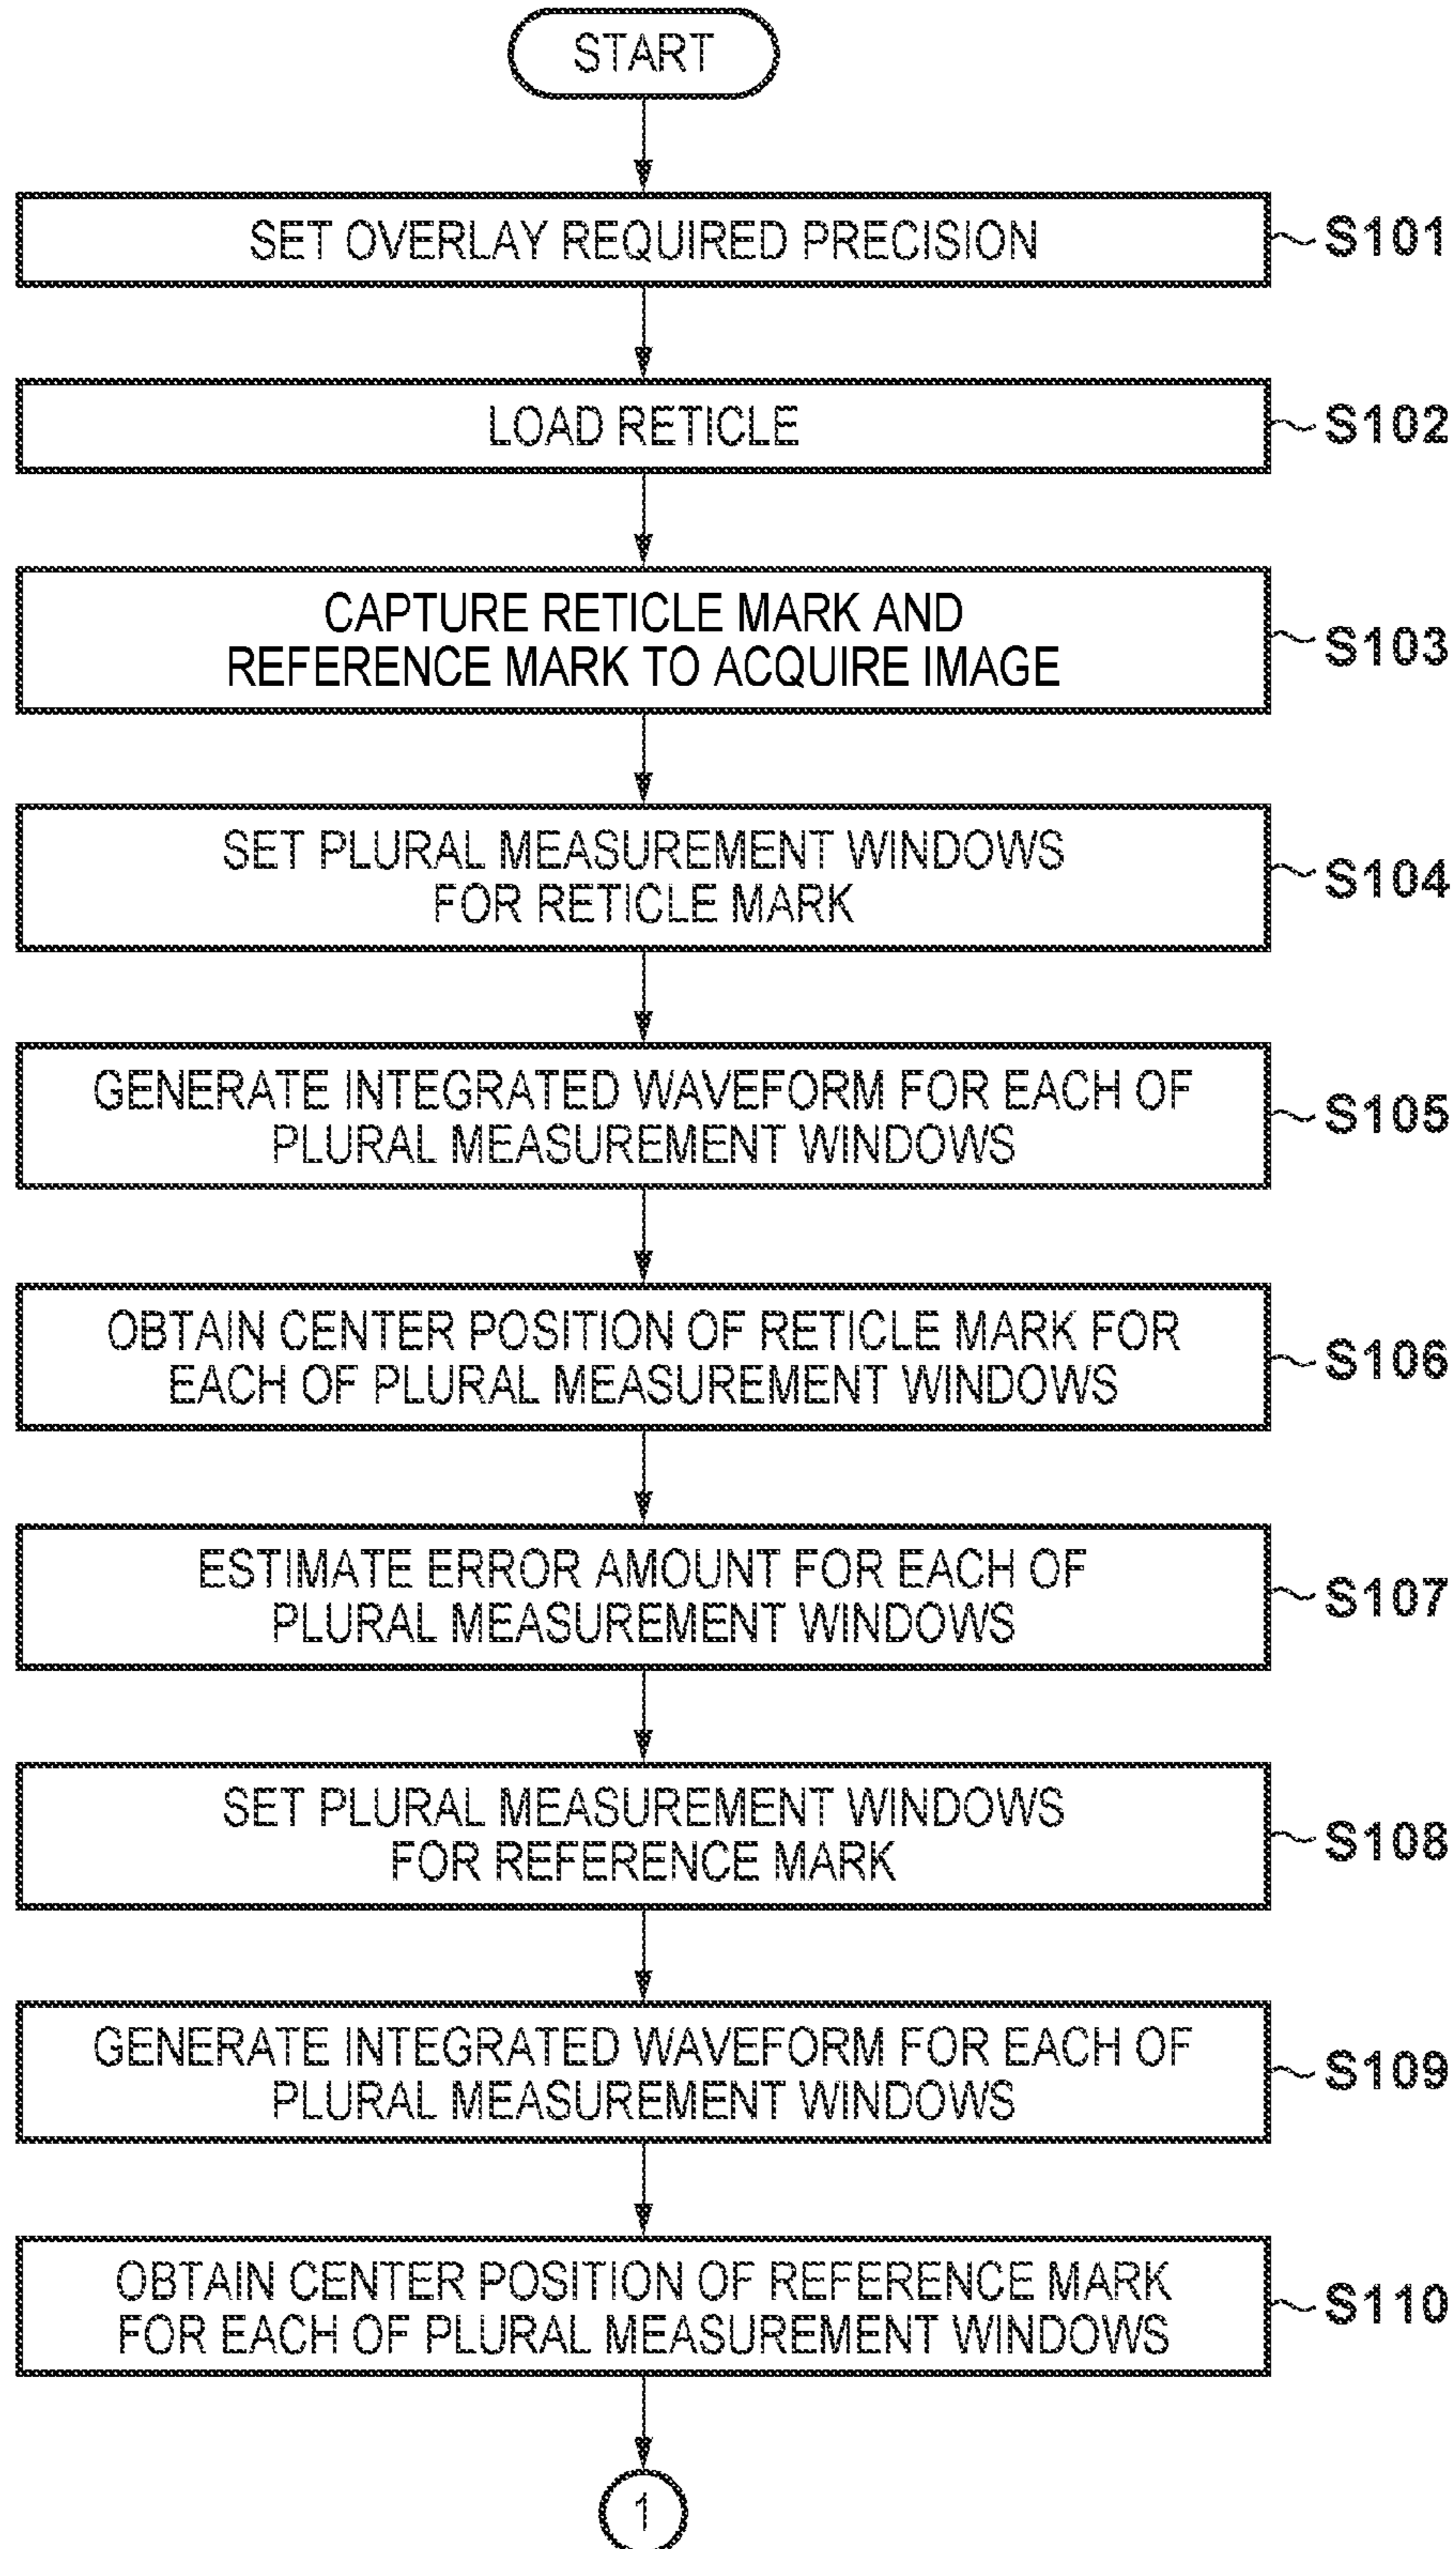 START
SET OVERLAY REQUIRED PRECISION
S101
LOAD RETICLE
S102
CAPTURE RETICLE MARK AND
REFERENCE MARK TO ACQUIRE IMAGE
S103
SET PLURAL MEASUREMENT WINDOWS
FOR RETICLE MARK
S104
GENERATE INTEGRATED WAVEFORM FOR EACH OF
PLURAL MEASUREMENT WINDOWS
S105
OBTAIN CENTER POSITION OF RETICLE MARK FOR
EACH OF PLURAL MEASUREMENT WINDOWS
S106
ESTIMATE ERROR AMOUNT FOR EACH OF
PLURAL MEASUREMENT WINDOWS
S107
SET PLURAL MEASUREMENT WINDOWS
FOR REFERENCE MARK
S108
GENERATE INTEGRATED WAVEFORM FOR EACH OF
PLURAL MEASUREMENT WINDOWS
S109
OBTAIN CENTER POSITION OF REFERENCE MARK
FOR EACH OF PLURAL MEASUREMENT WINDOWS
S110
1